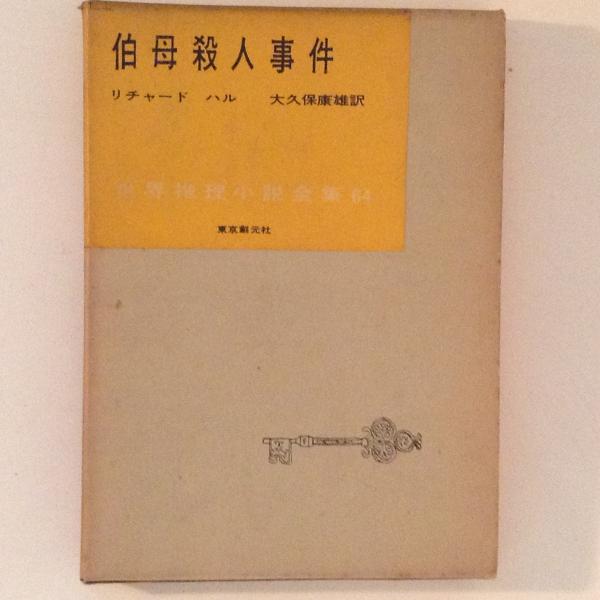 伯母殺人事件
リチャード ハル 大久保康雄訳
世界推理小説全集 64
東京創元社